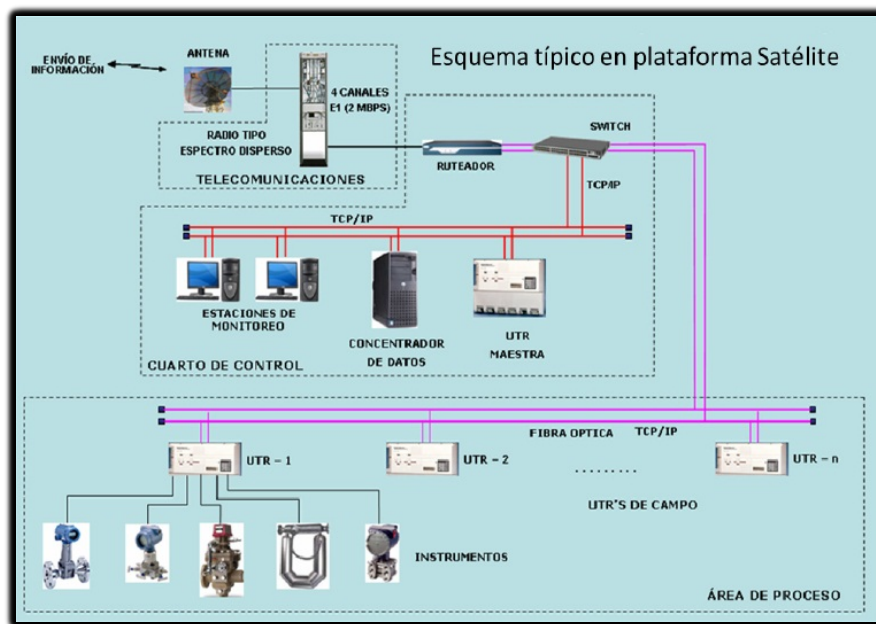 Esquema típico en plataforma Satélite
ENVÍO DE
INFORMACIÓN
ANTENA
4 CANALES
E1 (2 MBPS)
RADIO TIPO
ESPECTRO DISPERSO
TELECOMUNICACIONES
RUTEADOR
SWITCH
TCP/IP
TCP/IP
ESTACIONES DE
MONITOREO
CONCENTRADOR
DE DATOS
UTR
MAESTRA
CUARTO DE CONTROL
FIBRA OPTICA
TCP/IP
UTR – 1
UTR – 2
.........
UTR – n
UTR'S DE CAMPO
INSTRUMENTOS
ÁREA DE PROCESO